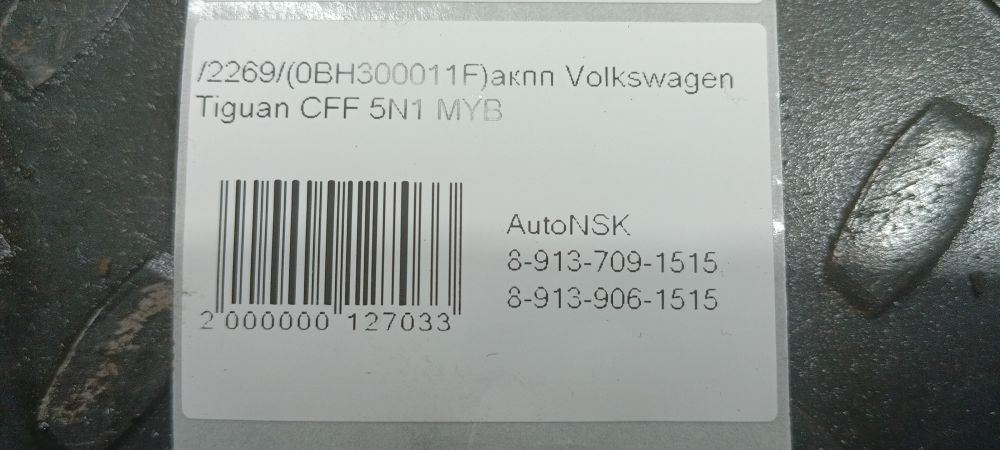 /2269/(0BH300011F)акпп Volkswagen
Tiguan CFF 5N1 MYB
AutoNSK
8-913-709-1515
8-913-906-1515
2 000000 127033